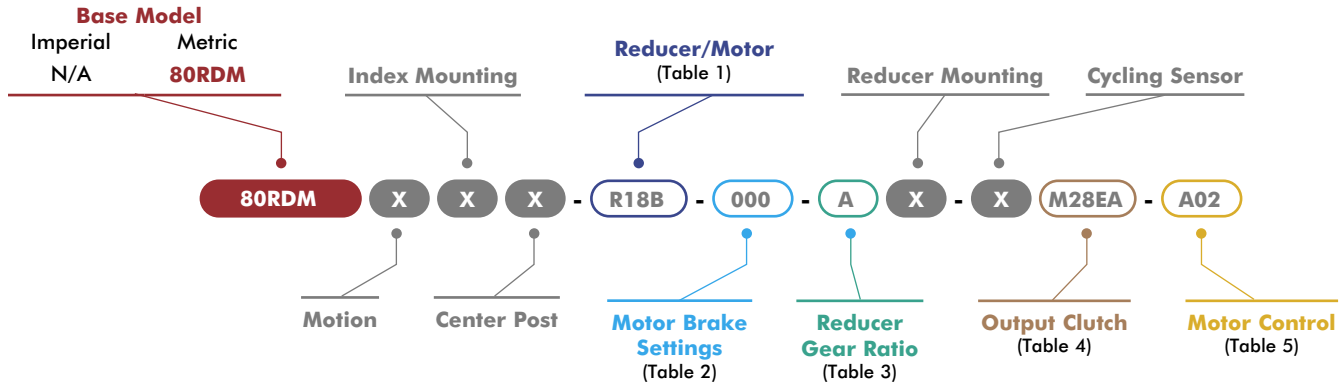 Base Model
Imperial Metric
N/A 80RDM
Index Mounting
Reducer/Motor
(Table 1)
Reducer Mounting
Cycling Sensor
80RDM X X X - R18B - 000 - A X - X M28EA - A02
Motion
Center Post
Motor Brake
Settings
(Table 2)
Reducer
Gear Ratio
(Table 3)
Output Clutch
(Table 4)
Motor Control
(Table 5)